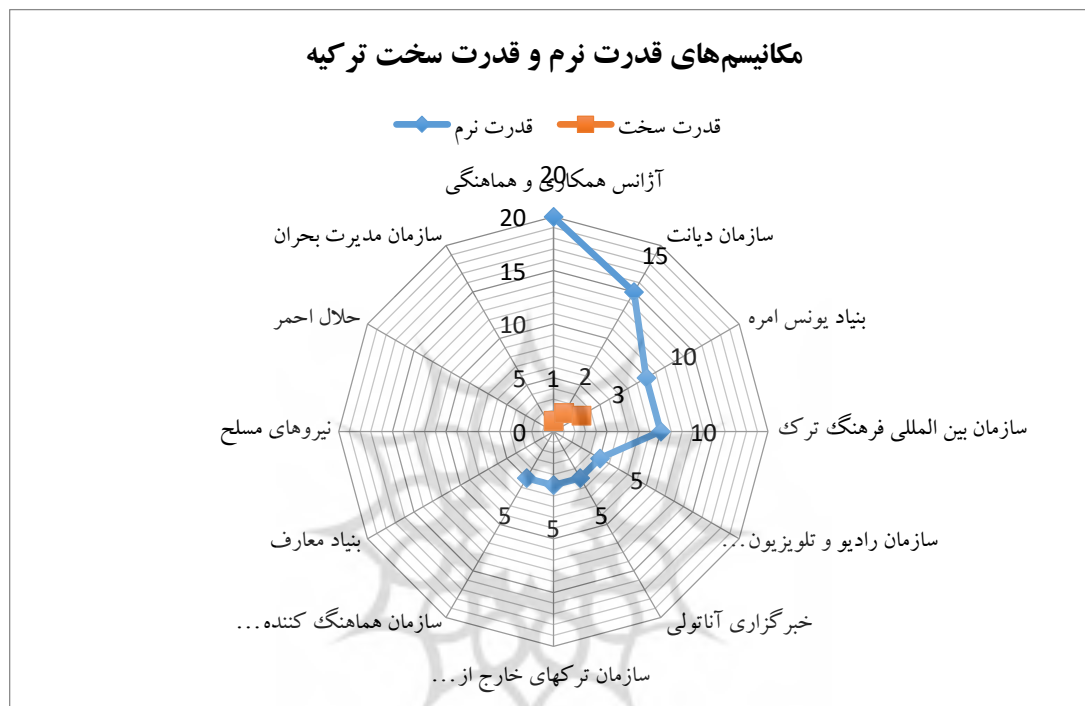 مکانیسم‌های قدرت نرم و قدرت سخت ترکیه
قدرت نرم
قدرت سخت
20
آژانس همکاری و هماهنگی
سازمان دیانت
بنیاد یونس امره
سازمان بین المللی فرهنگ ترک
سازمان رادیو و تلویزیون...
خبرگزاری آناتولی
سازمان ترکهای خارج از...
سازمان هماهنگ کننده...
بنیاد معارف
نیروهای مسلح
حلال احمر
سازمان مدیرت بحران
20
15
10
5
0
15
10
10
5
5
5
5
1
2
3